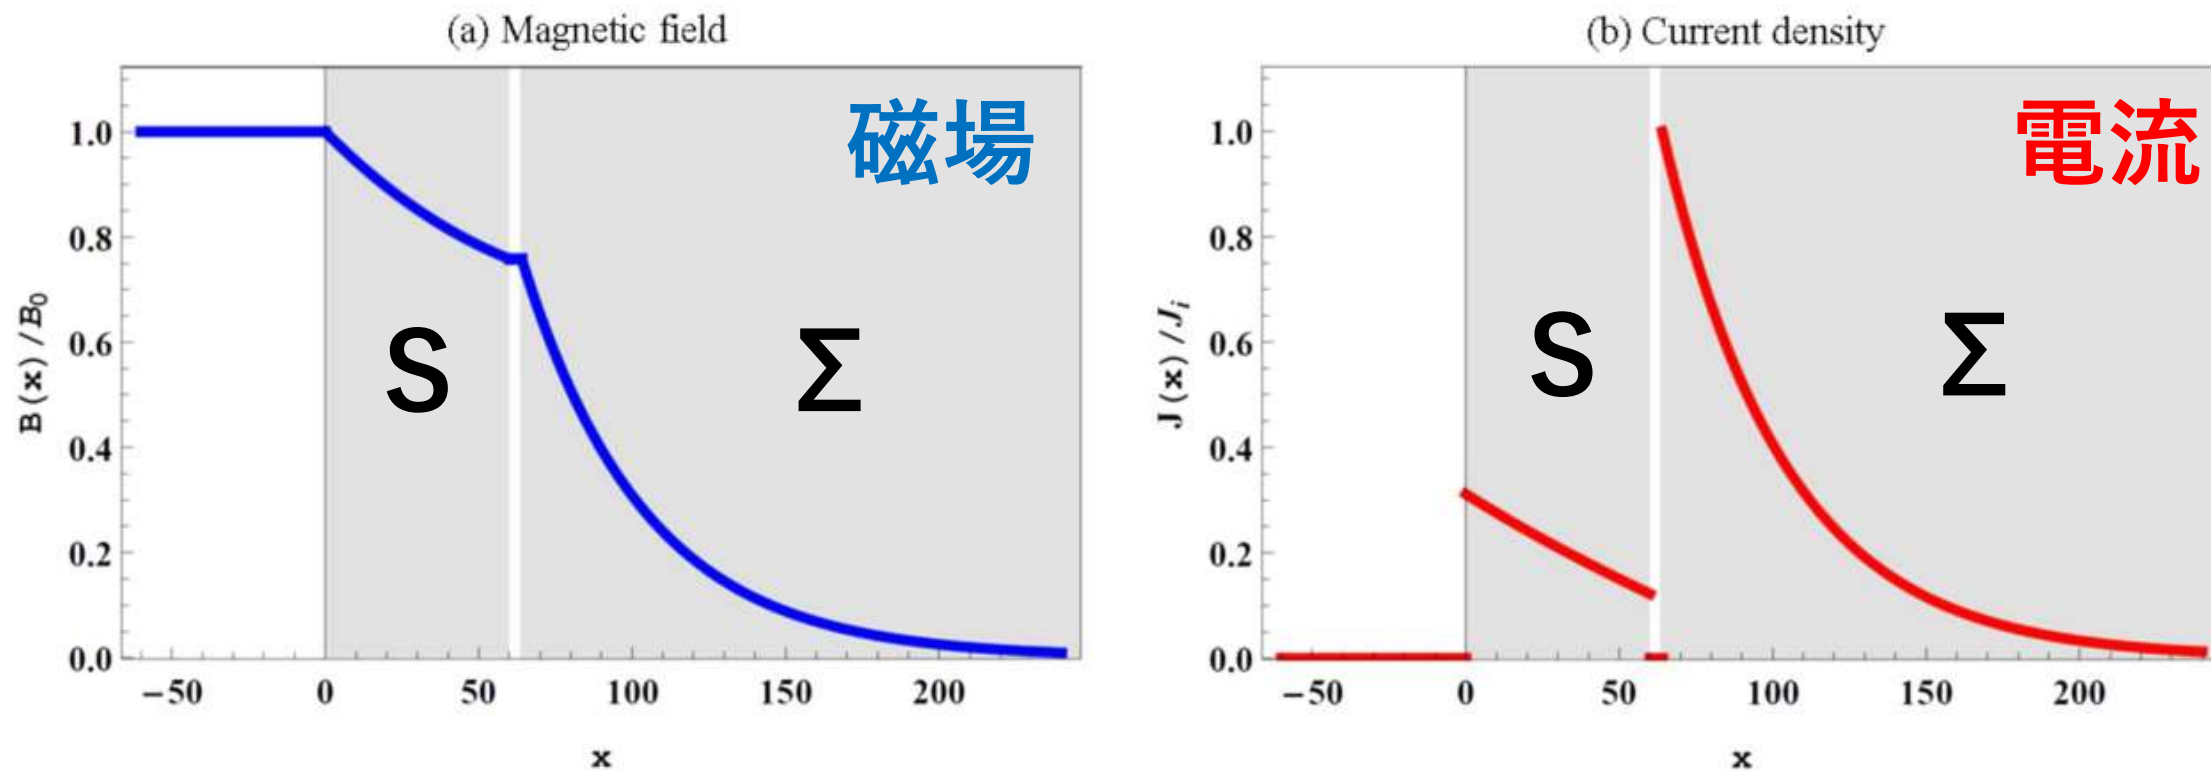 (a) Magnetic field
磁場
1.0
0.8
0.6
0.4
0.2
0.0
B(x)/B₀
S
Σ
−50 0 50 100 150 200
x
(b) Current density
電流
1.0
0.8
0.6
0.4
0.2
0.0
J(x)/Jᵢ
S
Σ
−50 0 50 100 150 200
x